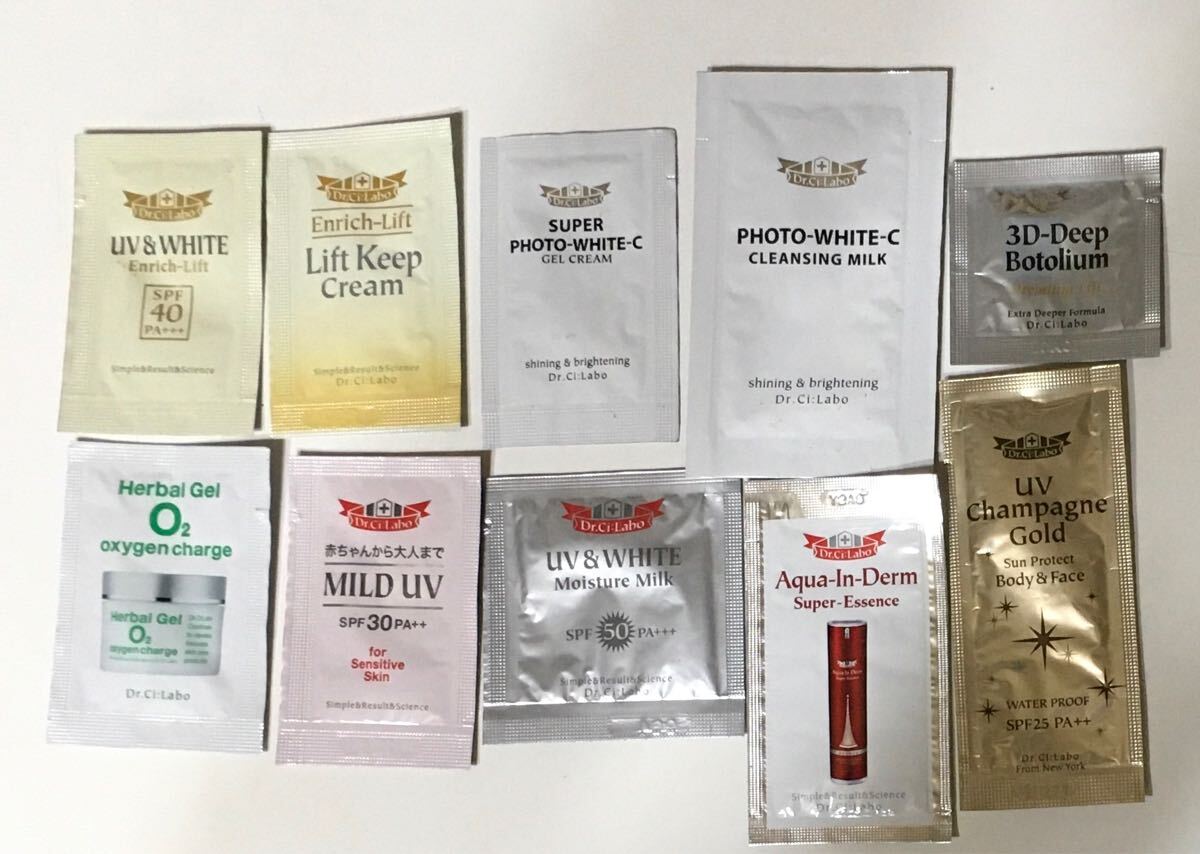 Dr.Ci:Labo
UV & WHITE
Enrich-Lift
SPF
40
PA+++
Simple&Result&Science
Dr.Ci:Labo
Enrich-Lift
Lift Keep
Cream
Simple&Result&Science
Dr.Ci:Labo
Dr.Ci:Labo
SUPER
PHOTO-WHITE-C
GEL CREAM
shining & brightening
Dr.Ci:Labo
Dr.Ci:Labo
PHOTO-WHITE-C
CLEANSING MILK
shining & brightening
Dr.Ci:Labo
3D-Deep
Botolium
Extra Deeper Formula
Dr.Ci:Labo
Herbal Gel
O2
oxygen charge
Herbal Gel
O2
oxygen charge
Dr.Ci:Labo
Dr.Ci:Labo
赤ちゃんから大人まで
MILD UV
SPF30PA++
for
Sensitive
Skin
Simple&Result&Science
Dr.Ci:Labo
UV & WHITE
Moisture Milk
SPF 50 PA+++
Simple&Result&Science
Dr.Ci:Labo
Dr.Ci:Labo
Aqua-In-Derm
Super-Essence
Aqua-In-Derm
Super Essence
Simple&Result&Science
Dr.Ci:Labo
Dr.Ci:Labo
UV
Champagne
Gold
Sun Protect
Body & Face
WATER PROOF
SPF25 PA++
Dr.Ci:Labo
From New York